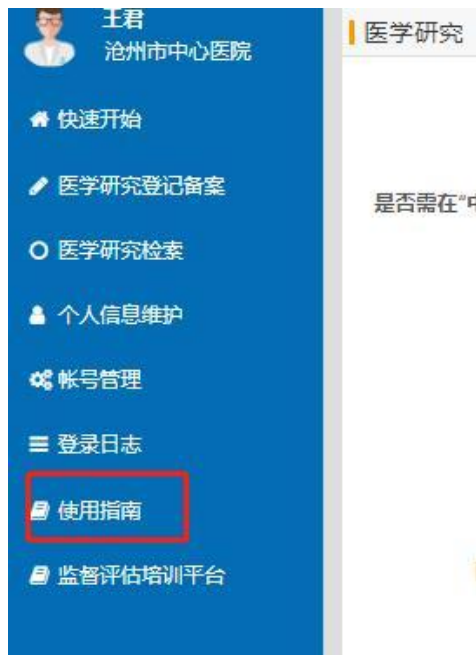 王君
沧州市中心医院
医学研究
快速开始
医学研究登记备案
是否需在"中
医学研究检索
个人信息维护
帐号管理
登录日志
使用指南
监督评估培训平台